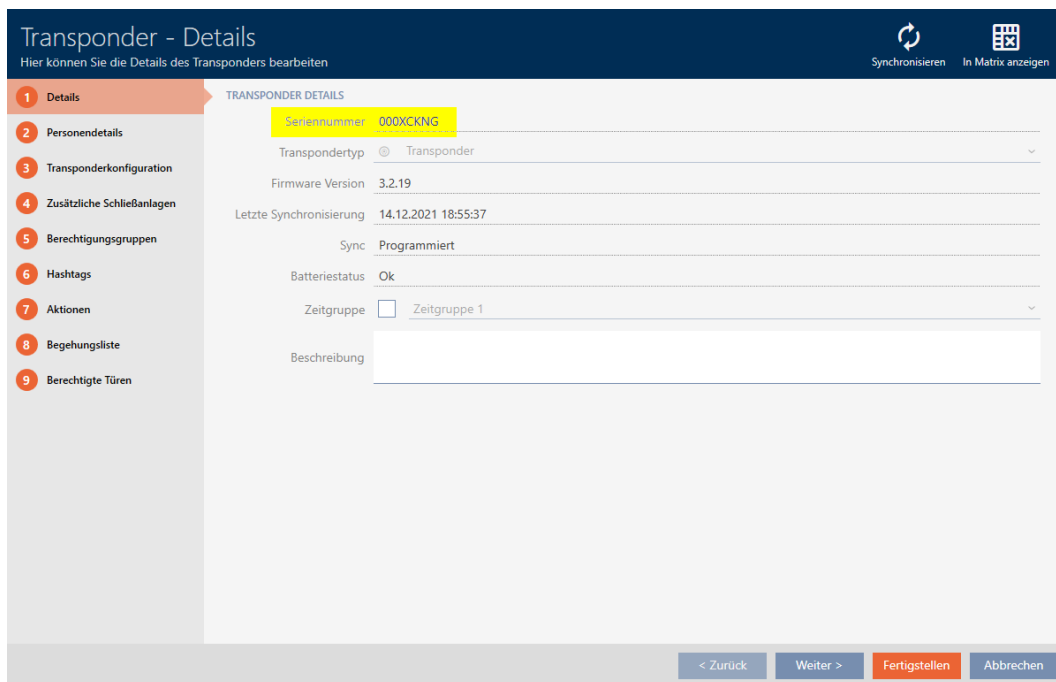 Transponder - Details
Hier können Sie die Details des Transponders bearbeiten
Synchronisieren
In Matrix anzeigen
1 Details
2 Personendetails
3 Transponderkonfiguration
4 Zusätzliche Schließanlagen
5 Berechtigungsgruppen
6 Hashtags
7 Aktionen
8 Begehungsliste
9 Berechtigte Türen
TRANSPONDER DETAILS
Seriennummer 000XCKNG
Transpondertyp Transponder
Firmware Version 3.2.19
Letzte Synchronisierung 14.12.2021 18:55:37
Sync Programmiert
Batteriestatus Ok
Zeitgruppe Zeitgruppe 1
Beschreibung
< Zurück
Weiter >
Fertigstellen
Abbrechen